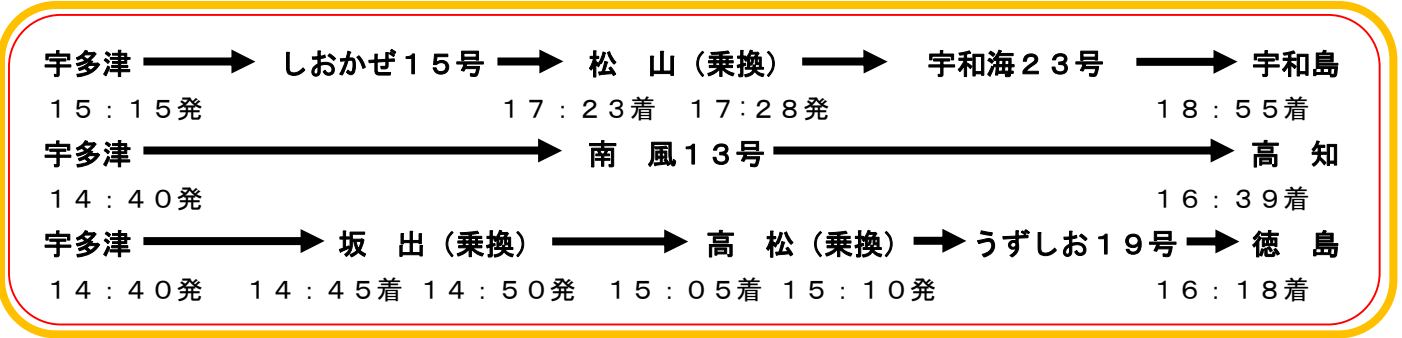 宇多津 しおかぜ１５号 松　山（乗換） 宇和海２３号 宇和島
１５：１５発 １７：２３着 １７：２８発 １８：５５着
宇多津 南　風１３号 高　知
１４：４０発 １６：３９着
宇多津 坂　出（乗換） 高　松（乗換） うずしお１９号 徳　島
１４：４０発 １４：４５着 １４：５０発 １５：０５着 １５：１０発 １６：１８着